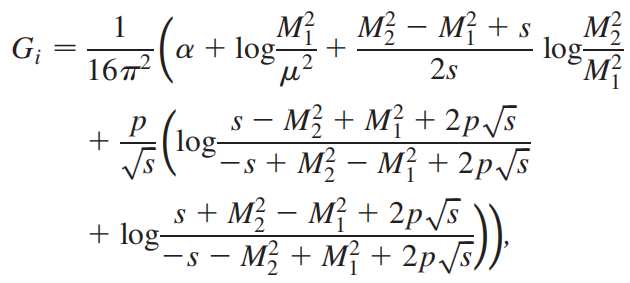 G_i = \frac{1}{16\pi^2} \Bigg( \alpha + \log \frac{M_1^2}{\mu^2} + \frac{M_2^2 - M_1^2 + s}{2s} \log \frac{M_2^2}{M_1^2}
+ \frac{p}{\sqrt{s}} \Bigg( \log \frac{s - M_2^2 + M_1^2 + 2p\sqrt{s}}{-s + M_2^2 - M_1^2 + 2p\sqrt{s}}
+ \log \frac{s + M_2^2 - M_1^2 + 2p\sqrt{s}}{-s - M_2^2 + M_1^2 + 2p\sqrt{s}} \Bigg) \Bigg),